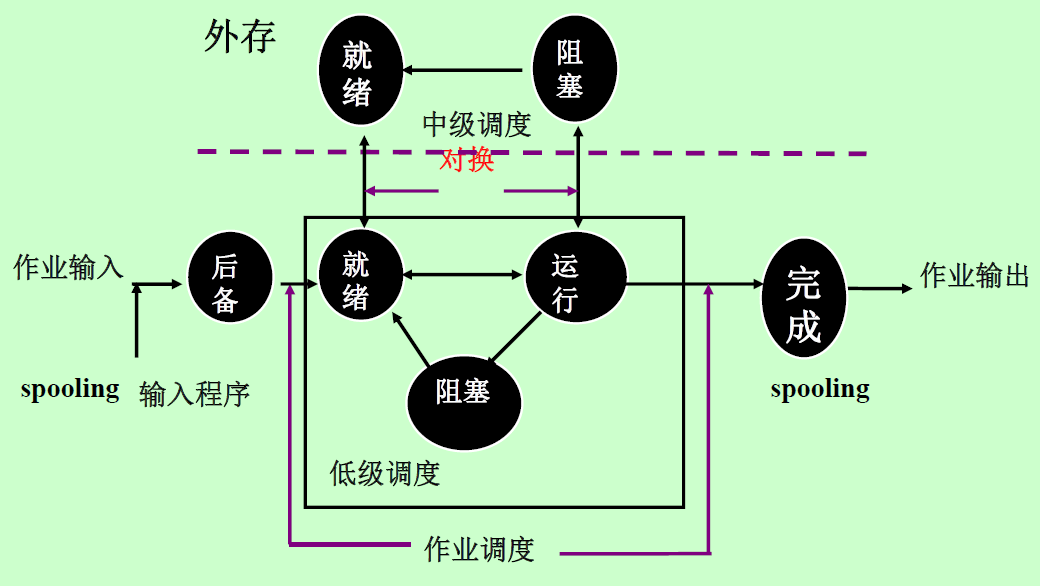 外存
就
绪
阻
塞
中级调度
对换
作业输入
后
备
就
绪
运
行
完
成
作业输出
阻塞
spooling
输入程序
spooling
低级调度
作业调度